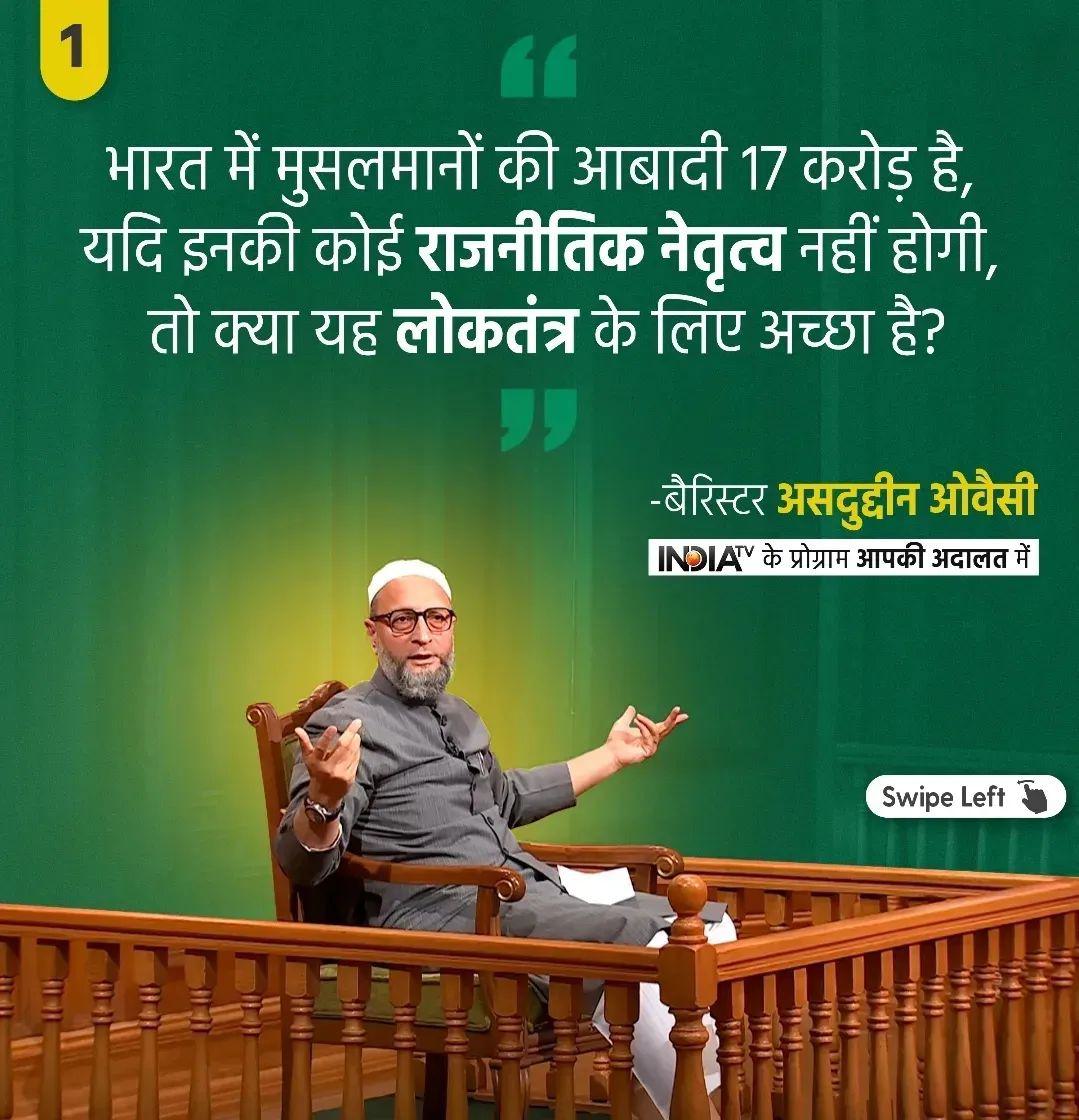 1
“
भारत में मुसलमानों की आबादी 17 करोड़ है,
यदि इनकी कोई राजनीतिक नेतृत्व नहीं होगी,
तो क्या यह लोकतंत्र के लिए अच्छा है?
”
-बैरिस्टर असदुद्दीन ओवैसी
INDIA TV के प्रोग्राम आपकी अदालत में
Swipe Left